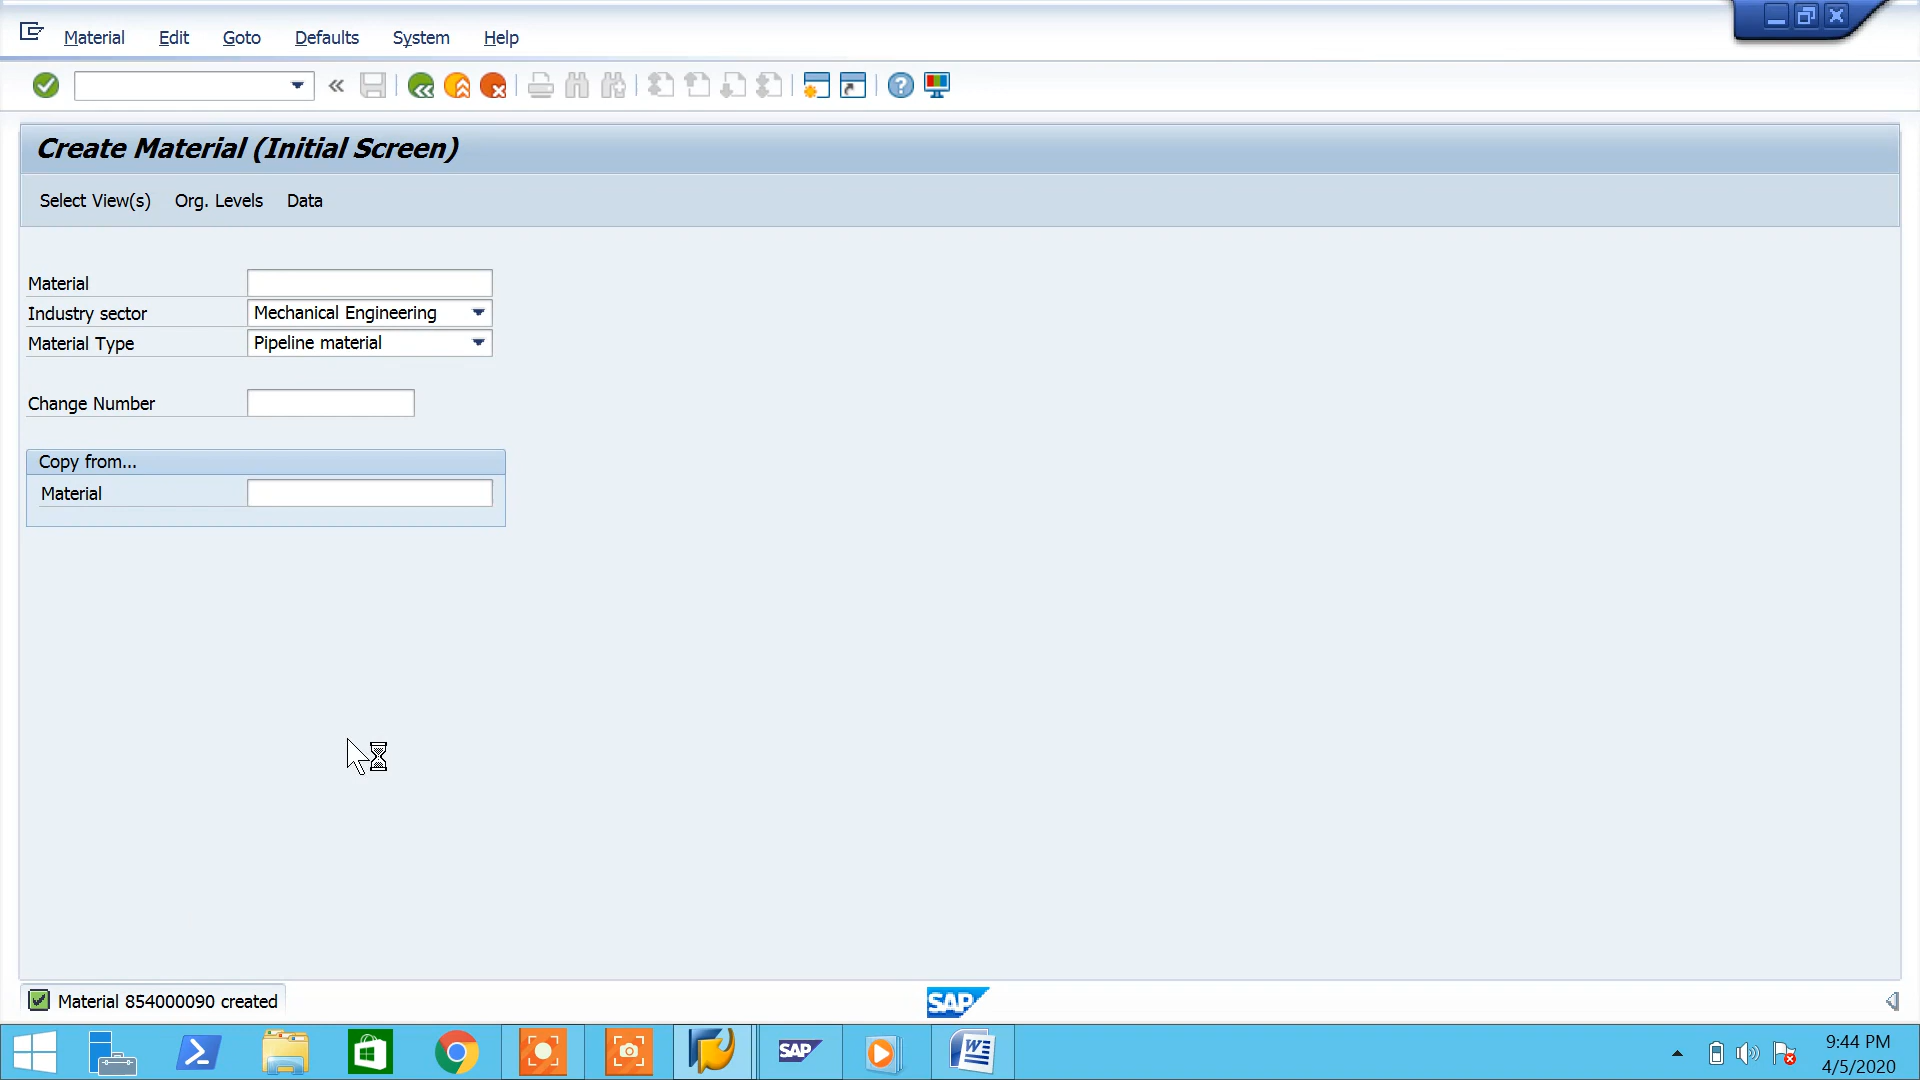 Material Edit Goto Defaults System Help
Create Material (Initial Screen)
Select View(s) Org. Levels Data
Material
Industry sector Mechanical Engineering
Material Type Pipeline material
Change Number
Copy from...
Material
Material 854000090 created
SAP
SAP
9:44 PM
4/5/2020